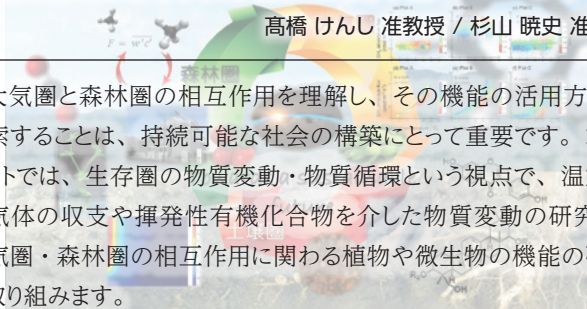 髙橋 けんし 准教授 / 杉山 暁史 准
森林圏
大気圏と森林圏の相互作用を理解し、その機能の活用方
索することは、持続可能な社会の構築にとって重要です。
ットでは、生存圏の物質変動・物質循環という視点で、温
気体の収支や揮発性有機化合物を介した物質変動の研究
気圏・森林圏の相互作用に関わる植物や微生物の機能の
取り組みます。